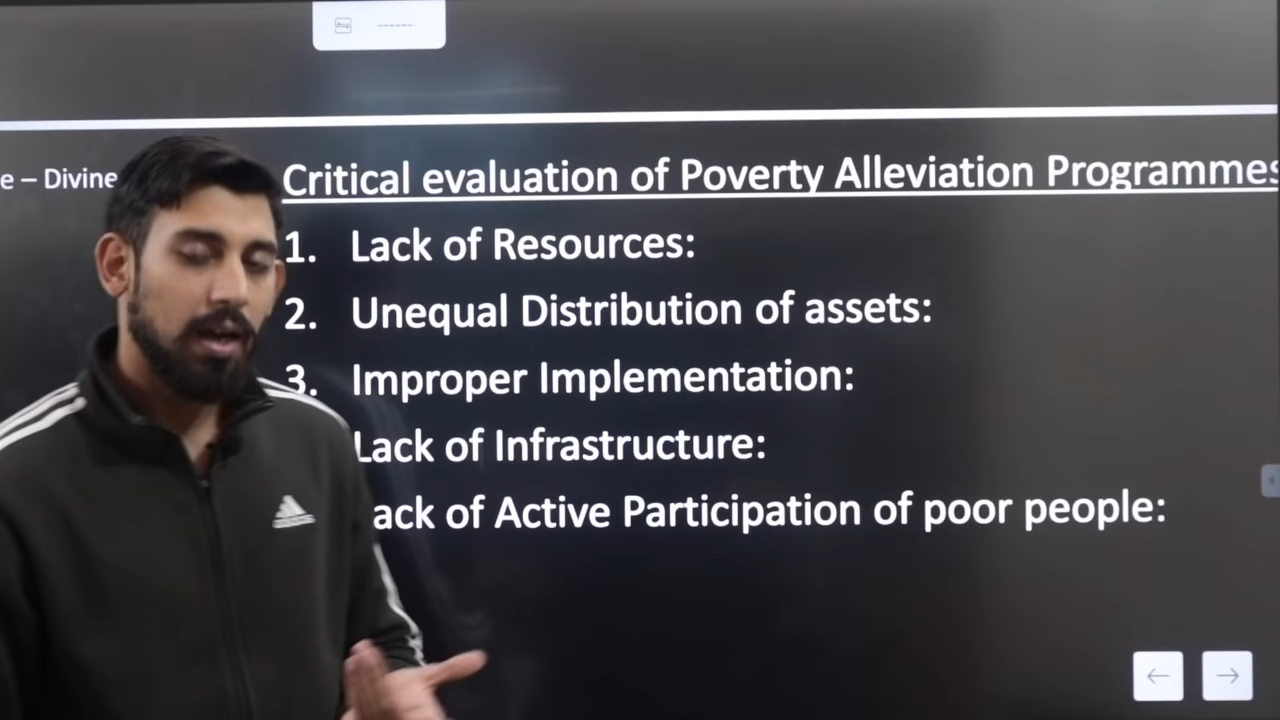 e – Divine
Critical evaluation of Poverty Alleviation Programmes
1. Lack of Resources:
2. Unequal Distribution of assets:
3. Improper Implementation:
Lack of Infrastructure:
ack of Active Participation of poor people: